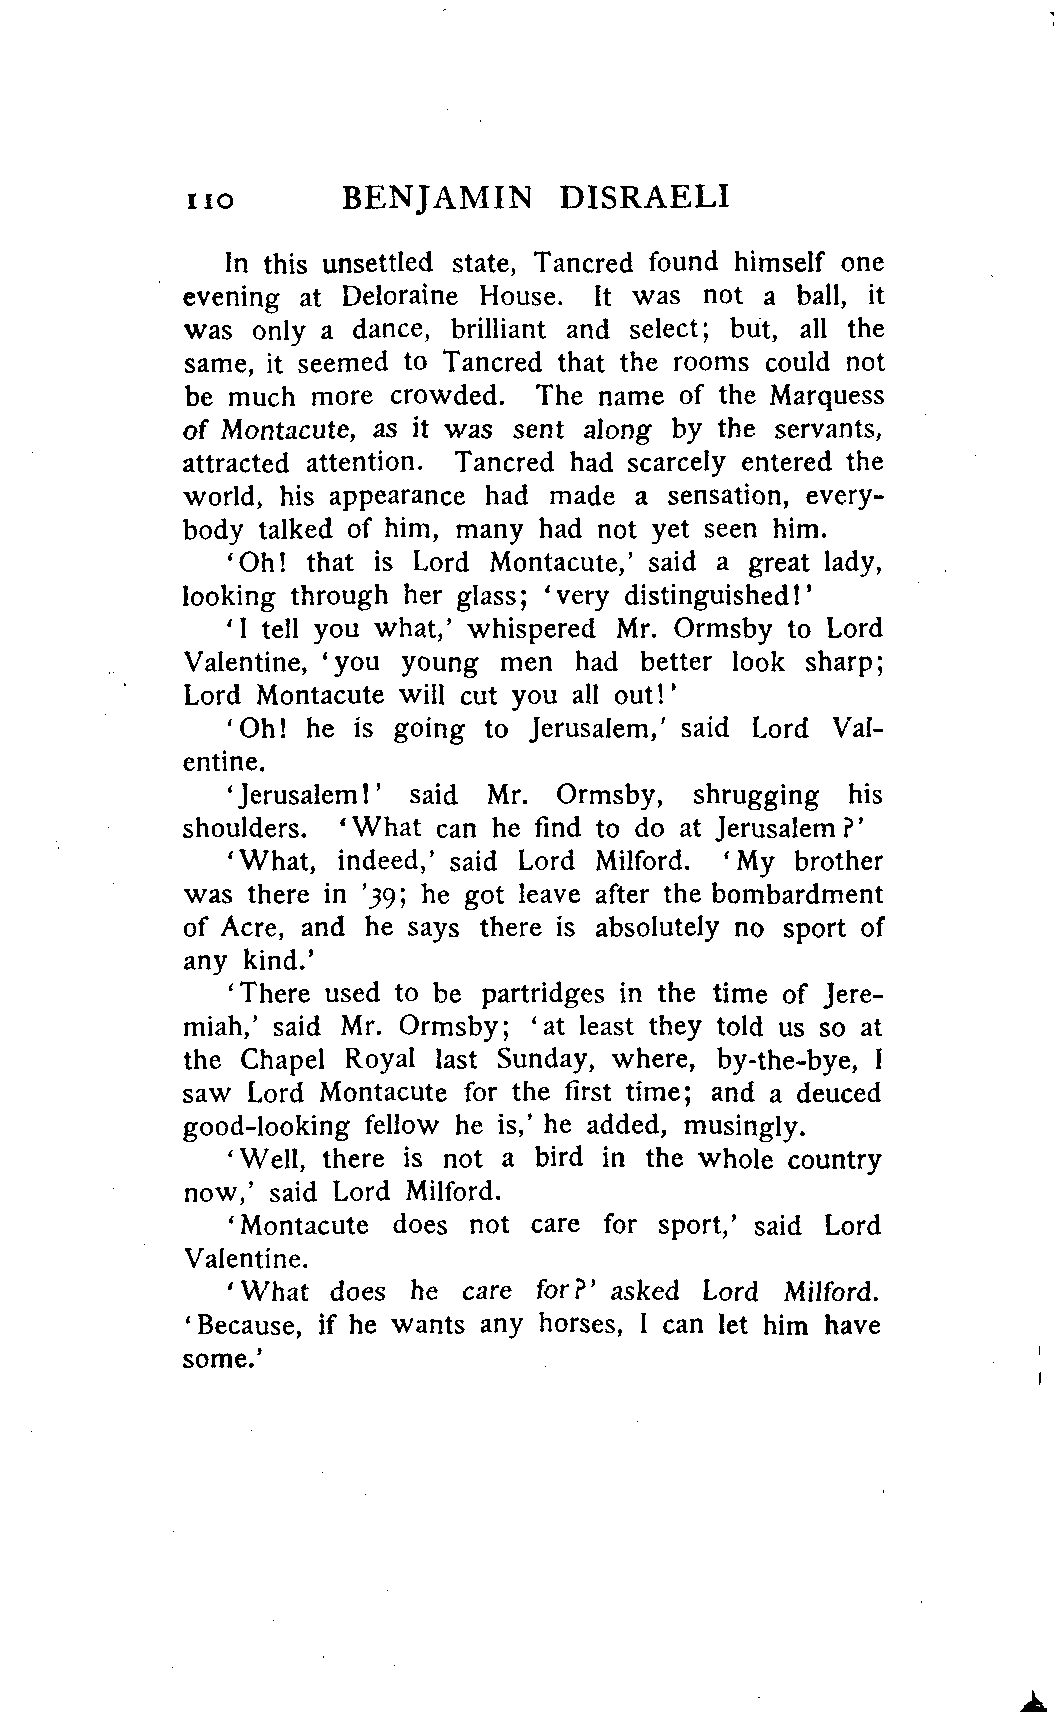 110 BENJAMIN DISRAELI
In this unsettled state, Tancred found himself one
evening at Deloraine House. It was not a ball, it
was only a dance, brilliant and select; but, all the
same, it seemed to Tancred that the rooms could not
be much more crowded. The name of the Marquess
of Montacute, as it was sent along by the servants,
attracted attention. Tancred had scarcely entered the
world, his appearance had made a sensation, every-
body talked of him, many had not yet seen him.
‘Oh! that is Lord Montacute,’ said a great lady,
looking through her glass; ‘very distinguished!’
‘I tell you what,’ whispered Mr. Ormsby to Lord
Valentine, ‘you young men had better look sharp;
Lord Montacute will cut you all out!’
‘Oh! he is going to Jerusalem,’ said Lord Val-
entine.
‘Jerusalem!’ said Mr. Ormsby, shrugging his
shoulders. ‘What can he find to do at Jerusalem?’
‘What, indeed,’ said Lord Milford. ‘My brother
was there in ’39; he got leave after the bombardment
of Acre, and he says there is absolutely no sport of
any kind.’
‘There used to be partridges in the time of Jere-
miah,’ said Mr. Ormsby; ‘at least they told us so at
the Chapel Royal last Sunday, where, by-the-bye, I
saw Lord Montacute for the first time; and a deuced
good-looking fellow he is,’ he added, musingly.
‘Well, there is not a bird in the whole country
now,’ said Lord Milford.
‘Montacute does not care for sport,’ said Lord
Valentine.
‘What does he care for?’ asked Lord Milford.
‘Because, if he wants any horses, I can let him have
some.’